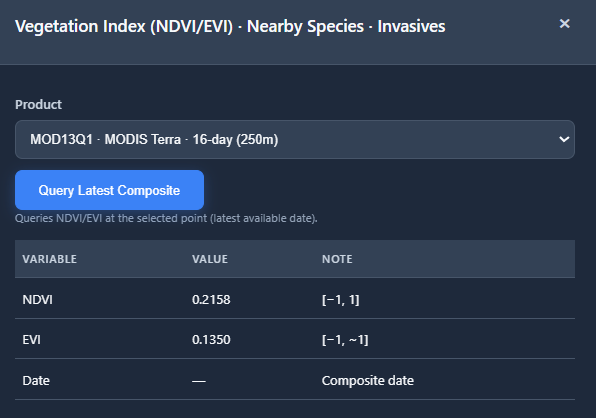 Vegetation Index (NDVI/EVI) · Nearby Species · Invasives ×
Product
MOD13Q1 · MODIS Terra · 16-day (250m)
Query Latest Composite
Queries NDVI/EVI at the selected point (latest available date).
VARIABLE VALUE NOTE
NDVI 0.2158 [−1, 1]
EVI 0.1350 [−1, ~1]
Date — Composite date